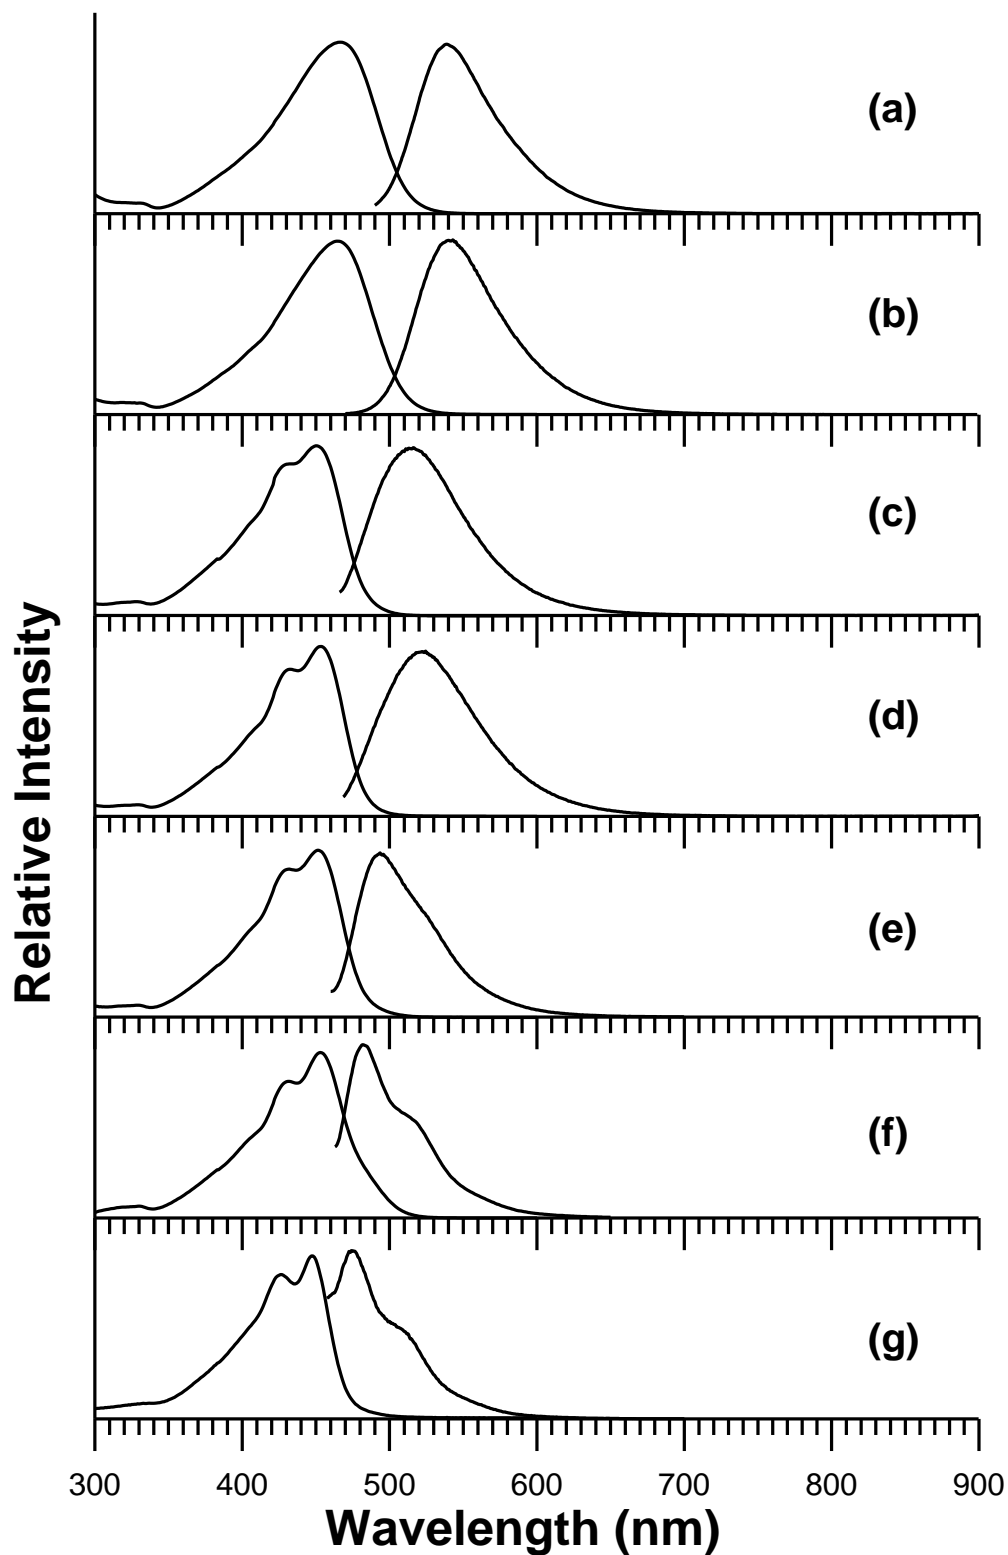 (a)
(b)
(c)
(d)
(e)
(f)
(g)
Relative Intensity
300 400 500 600 700 800 900
Wavelength (nm)